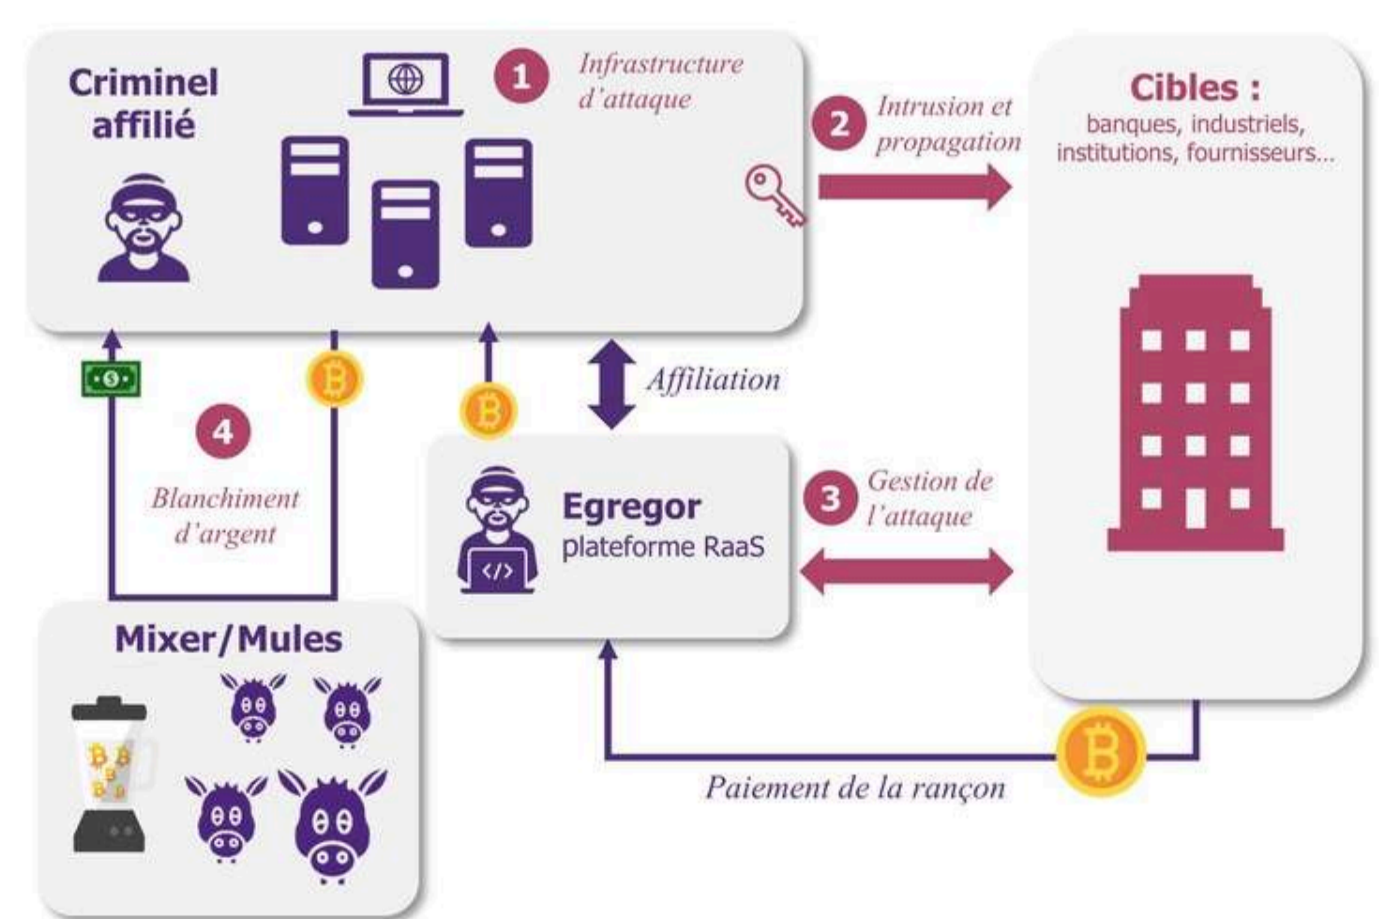 Criminel
affilié
1
Infrastructure
d'attaque
2
Intrusion et
propagation
Cibles :
banques, industriels,
institutions, fournisseurs...
Affiliation
4
Blanchiment
d'argent
Egregor
plateforme RaaS
3
Gestion de
l'attaque
Mixer/Mules
Paiement de la rançon